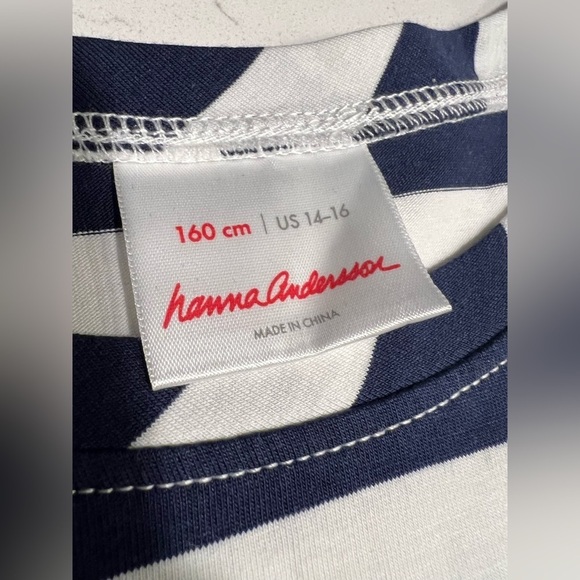 160 cm | US 14–16
hanna andersson
MADE IN CHINA